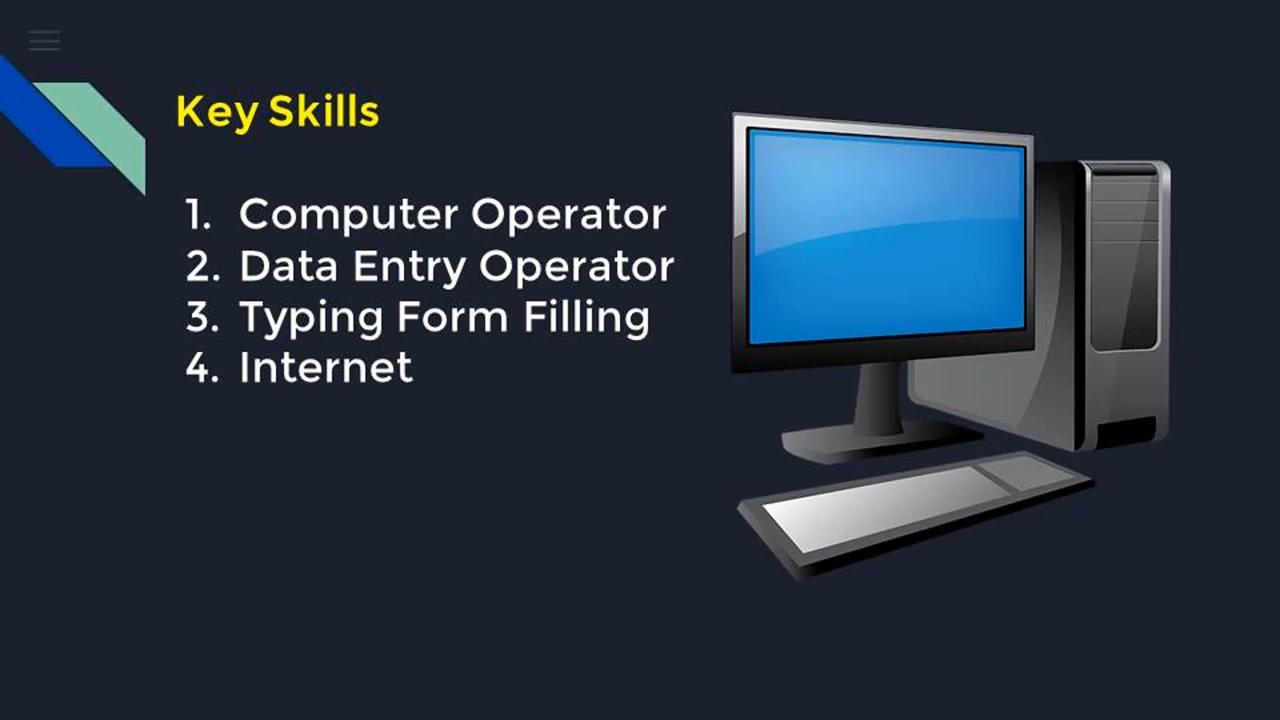 Key Skills
1. Computer Operator
2. Data Entry Operator
3. Typing Form Filling
4. Internet